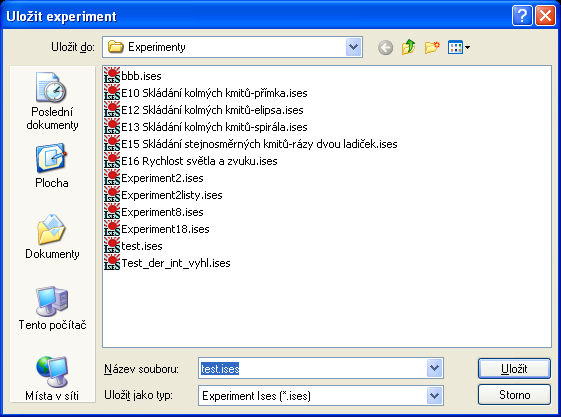 Uložit experiment
Uložit do: Experimenty
Poslední
dokumenty
Plocha
Dokumenty
Tento počítač
Místa v síti
bbb.ises
E10 Skládání kolmých kmitů-přímka.ises
E12 Skládání kolmých kmitů-elipsa.ises
E13 Skládání kolmých kmitů-spirála.ises
E15 Skládání stejnosměrných kmitů-rázy dvou ladiček.ises
E16 Rychlost světla a zvuku.ises
Experiment2.ises
Experiment2listy.ises
Experiment8.ises
Experiment18.ises
test.ises
Test_der_int_vyhl.ises
Název souboru: test.ises Uložit
Uložit jako typ: Experiment Ises (*.ises) Storno